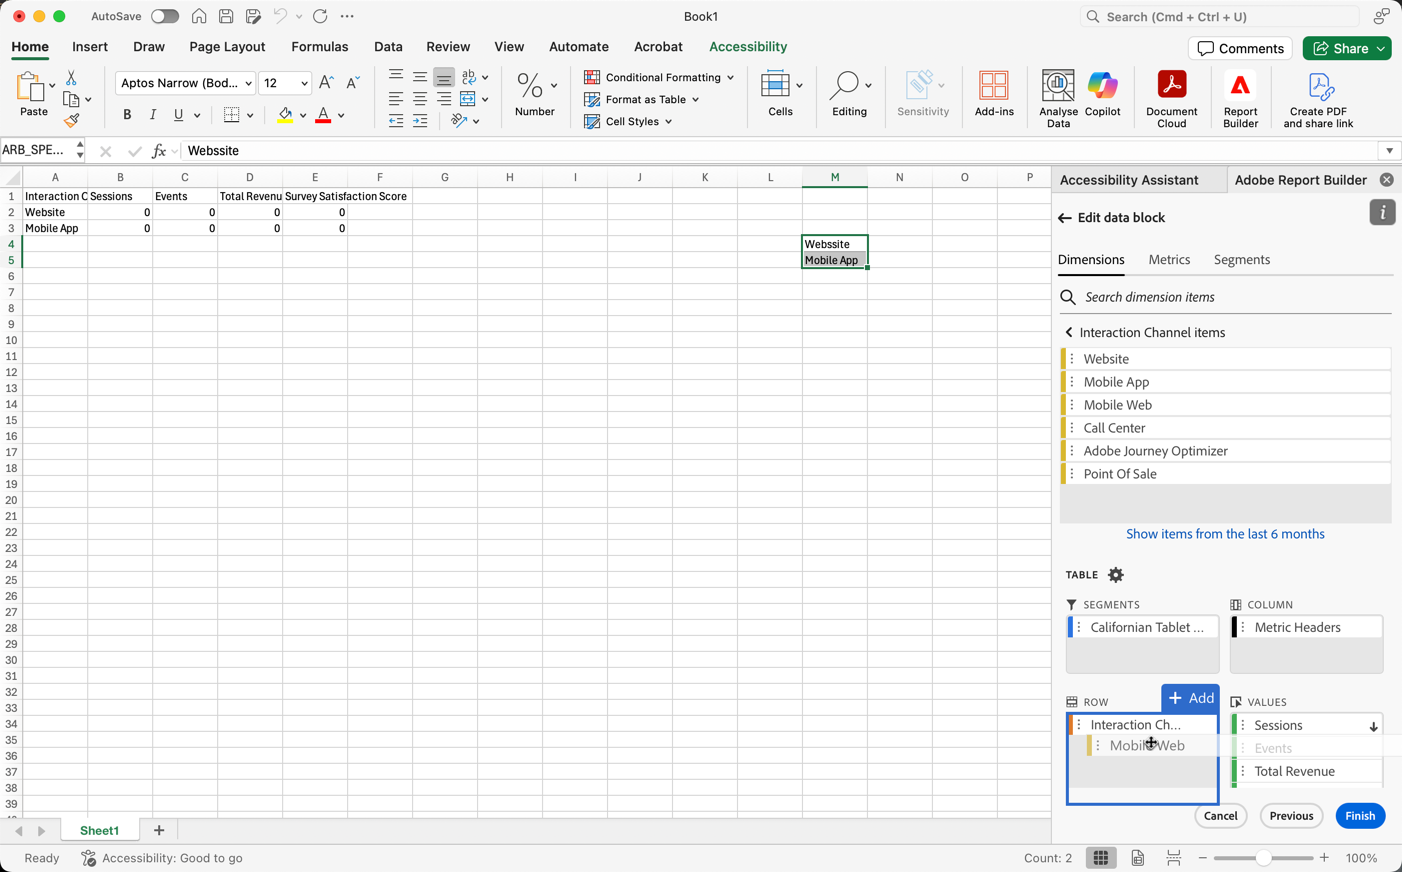 AutoSave
Book1
Search (Cmd + Ctrl + U)
Home Insert Draw Page Layout Formulas Data Review View Automate Acrobat Accessibility
Comments Share
Paste
Aptos Narrow (Bod... 12
B I U A
ab
Number
%
Conditional Formatting
Format as Table
Cell Styles
Cells
Editing
Sensitivity
Add-ins
Analyse Data
Copilot
Document Cloud
Report Builder
Create PDF and share link
ARB_SPE... fx Webssite
A B C D E F G H I J K L M N O P
1 Interaction C Sessions Events Total Revenu Survey Satisfaction Score
2 Website 0 0 0 0
3 Mobile App 0 0 0 0
4 Webssite
5 Mobile App
6
7
8
9
10
11
12
13
14
15
16
17
18
19
20
21
22
23
24
25
26
27
28
29
30
31
32
33
34
35
36
37
38
39
Accessibility Assistant Adobe Report Builder
Edit data block
i
Dimensions Metrics Segments
Search dimension items
Interaction Channel items
Website
Mobile App
Mobile Web
Call Center
Adobe Journey Optimizer
Point Of Sale
Show items from the last 6 months
TABLE
SEGMENTS COLUMN
Californian Tablet ... Metric Headers
ROW + Add VALUES
Interaction Ch... Sessions
Mobile Web Events
Total Revenue
Cancel Previous Finish
Sheet1 +
Ready Accessibility: Good to go Count: 2 100%